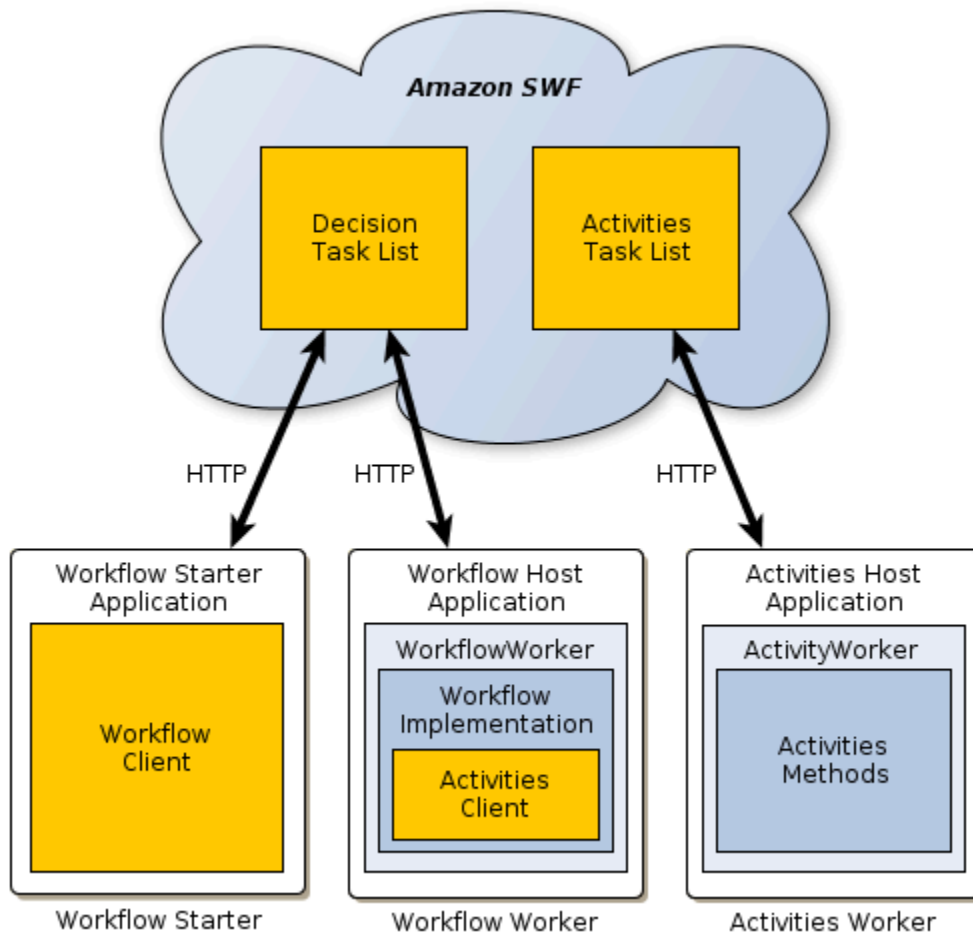 Amazon SWF
Decision
Task List
Activities
Task List
HTTP
HTTP
HTTP
Workflow Starter
Application
Workflow
Client
Workflow Starter
Workflow Host
Application
WorkflowWorker
Workflow
Implementation
Activities
Client
Workflow Worker
Activities Host
Application
ActivityWorker
Activities
Methods
Activities Worker